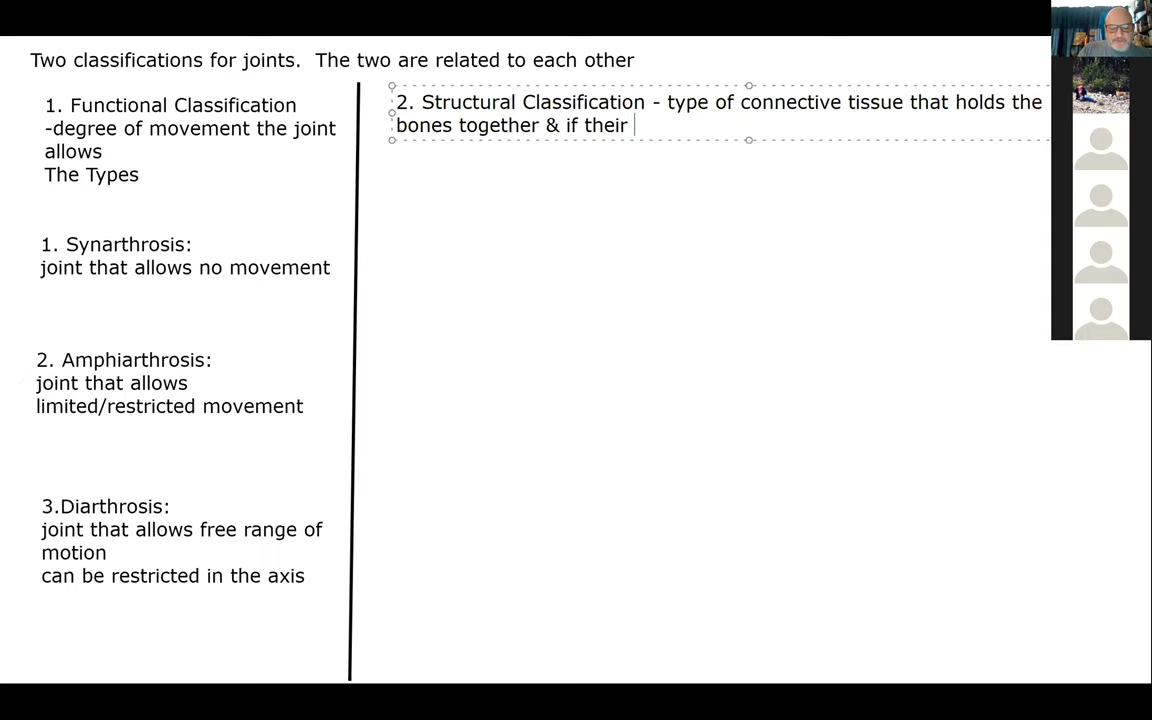 Two classifications for joints.  The two are related to each other
1. Functional Classification
-degree of movement the joint
allows
The Types
1. Synarthrosis:
joint that allows no movement
2. Amphiarthrosis:
joint that allows
limited/restricted movement
3.Diarthrosis:
joint that allows free range of
motion
can be restricted in the axis
2. Structural Classification - type of connective tissue that holds the
bones together & if their